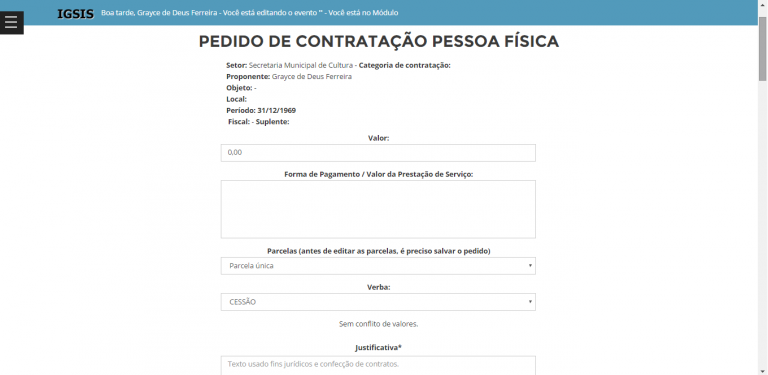 IGSIS Boa tarde, Grayce de Deus Ferreira - Você está editando o evento "" - Você está no Módulo
PEDIDO DE CONTRATAÇÃO PESSOA FÍSICA
Setor: Secretaria Municipal de Cultura - Categoria de contratação:
Proponente: Grayce de Deus Ferreira
Objeto: -
Local:
Período: 31/12/1969
Fiscal: - Suplente:
Valor:
0,00
Forma de Pagamento / Valor da Prestação de Serviço:
Parcelas (antes de editar as parcelas, é preciso salvar o pedido)
Parcela única
Verba:
CESSÃO
Sem conflito de valores.
Justificativa*
Texto usado fins jurídicos e confecção de contratos.